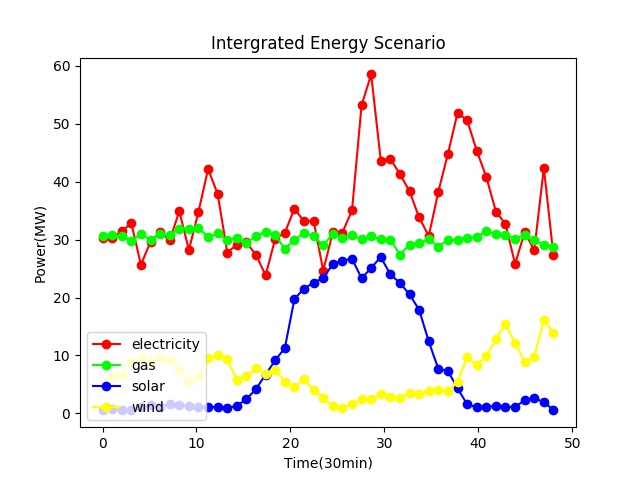 Intergrated Energy Scenario
Power(MW)
60
50
40
30
20
10
0
electricity
gas
solar
wind
0 10 20 30 40 50
Time(30min)